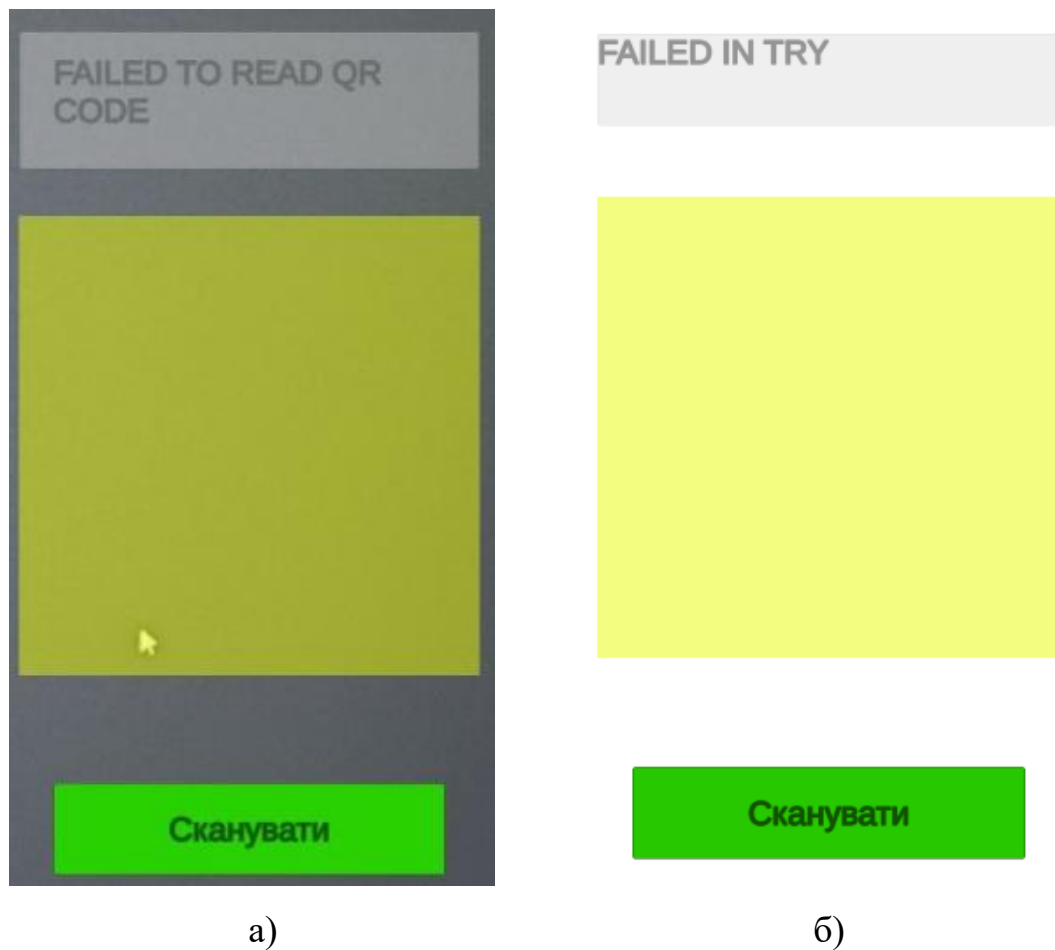 FAILED TO READ QR
CODE
Сканувати
а)
FAILED IN TRY
Сканувати
б)